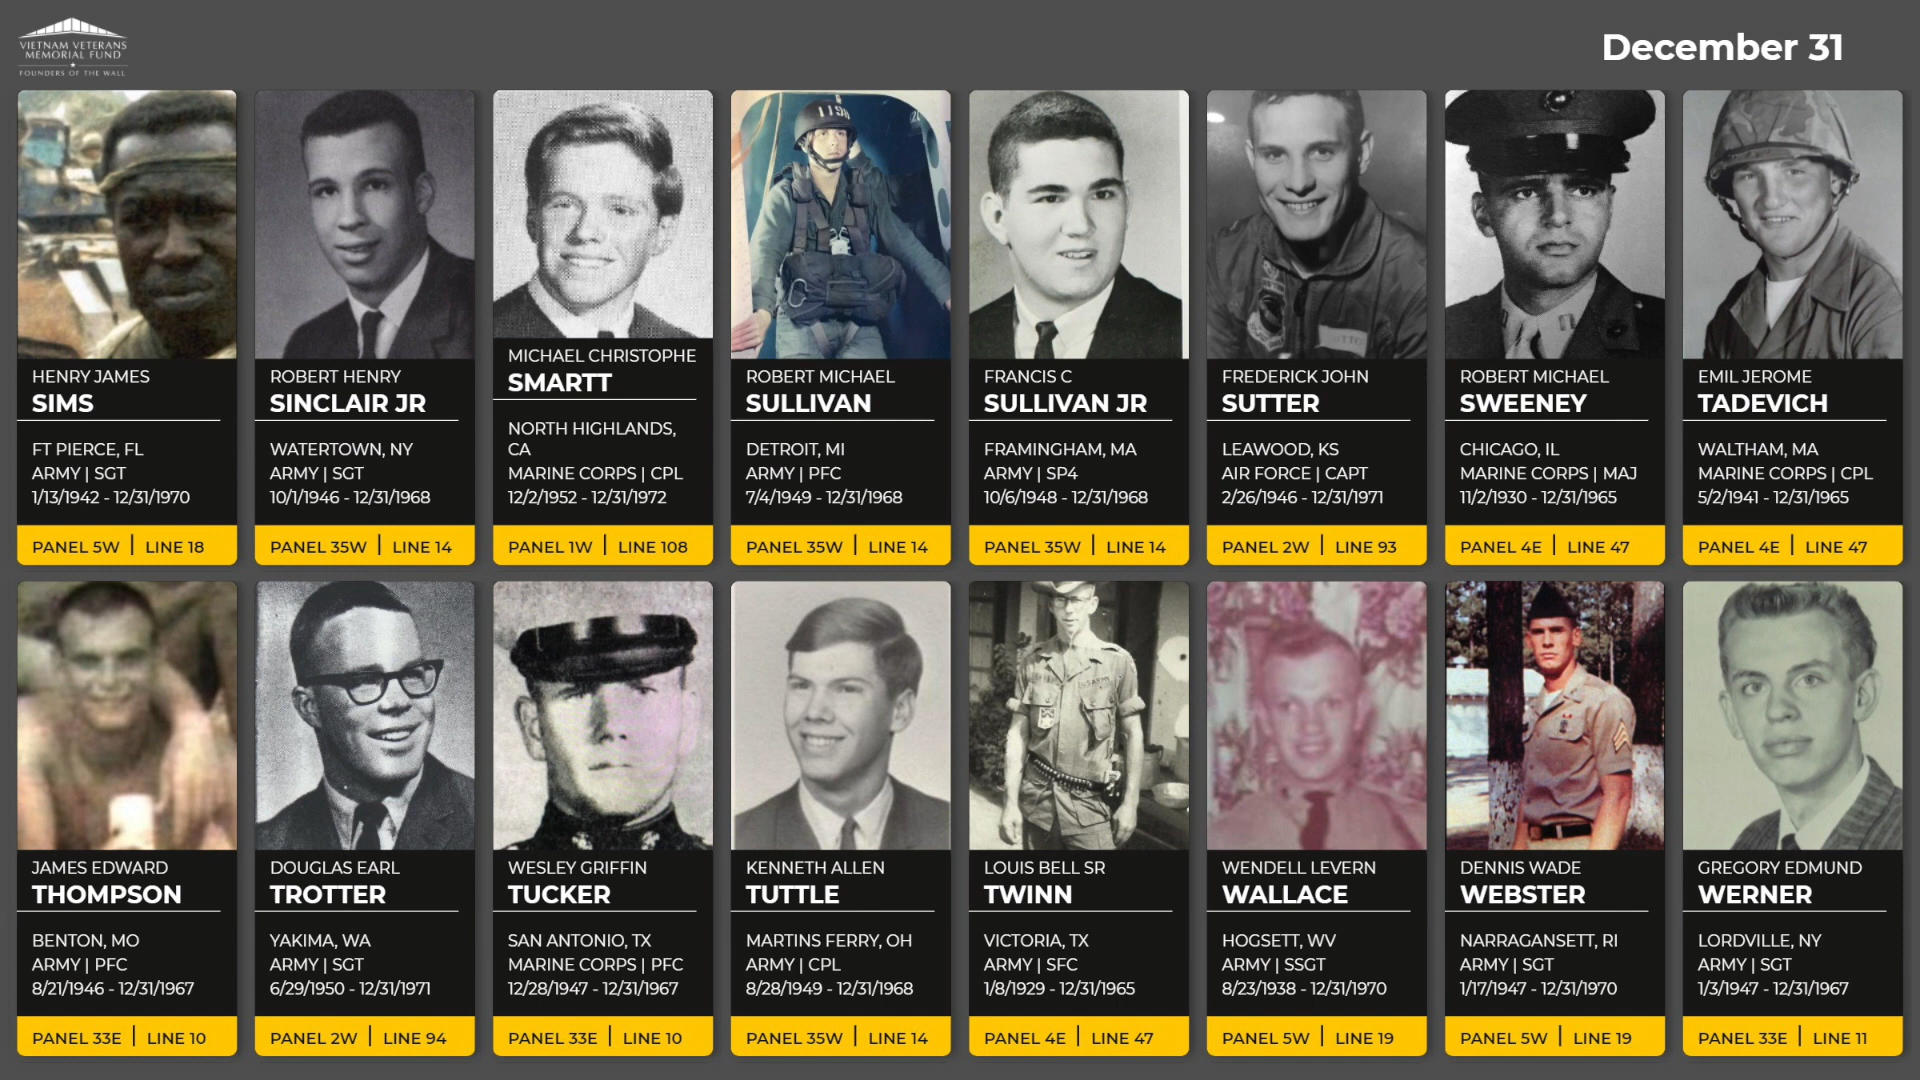 VIETNAM VETERANS
MEMORIAL FUND
FOUNDERS OF THE WALL
December 31
HENRY JAMES
SIMS
FT PIERCE, FL
ARMY | SGT
1/13/1942 - 12/31/1970
PANEL 5W | LINE 18
ROBERT HENRY
SINCLAIR JR
WATERTOWN, NY
ARMY | SGT
10/1/1946 - 12/31/1968
PANEL 35W | LINE 14
MICHAEL CHRISTOPHE
SMARTT
NORTH HIGHLANDS,
CA
MARINE CORPS | CPL
12/2/1952 - 12/31/1972
PANEL 1W | LINE 108
1196
ROBERT MICHAEL
SULLIVAN
DETROIT, MI
ARMY | PFC
7/4/1949 - 12/31/1968
PANEL 35W | LINE 14
FRANCIS C
SULLIVAN JR
FRAMINGHAM, MA
ARMY | SP4
10/6/1948 - 12/31/1968
PANEL 35W | LINE 14
FREDERICK JOHN
SUTTER
LEAWOOD, KS
AIR FORCE | CAPT
2/26/1946 - 12/31/1971
PANEL 2W | LINE 93
ROBERT MICHAEL
SWEENEY
CHICAGO, IL
MARINE CORPS | MAJ
11/2/1930 - 12/31/1965
PANEL 4E | LINE 47
EMIL JEROME
TADEVICH
WALTHAM, MA
MARINE CORPS | CPL
5/2/1941 - 12/31/1965
PANEL 4E | LINE 47
JAMES EDWARD
THOMPSON
BENTON, MO
ARMY | PFC
8/21/1946 - 12/31/1967
PANEL 33E | LINE 10
DOUGLAS EARL
TROTTER
YAKIMA, WA
ARMY | SGT
6/29/1950 - 12/31/1971
PANEL 2W | LINE 94
WESLEY GRIFFIN
TUCKER
SAN ANTONIO, TX
MARINE CORPS | PFC
12/28/1947 - 12/31/1967
PANEL 33E | LINE 10
KENNETH ALLEN
TUTTLE
MARTINS FERRY, OH
ARMY | CPL
8/28/1949 - 12/31/1968
PANEL 35W | LINE 14
LOUIS BELL SR
TWINN
VICTORIA, TX
ARMY | SFC
1/8/1929 - 12/31/1965
PANEL 4E | LINE 47
WENDELL LEVERN
WALLACE
HOGSETT, WV
ARMY | SSGT
8/23/1938 - 12/31/1970
PANEL 5W | LINE 19
DENNIS WADE
WEBSTER
NARRAGANSETT, RI
ARMY | SGT
1/17/1947 - 12/31/1970
PANEL 5W | LINE 19
GREGORY EDMUND
WERNER
LORDVILLE, NY
ARMY | SGT
1/3/1947 - 12/31/1967
PANEL 33E | LINE 11